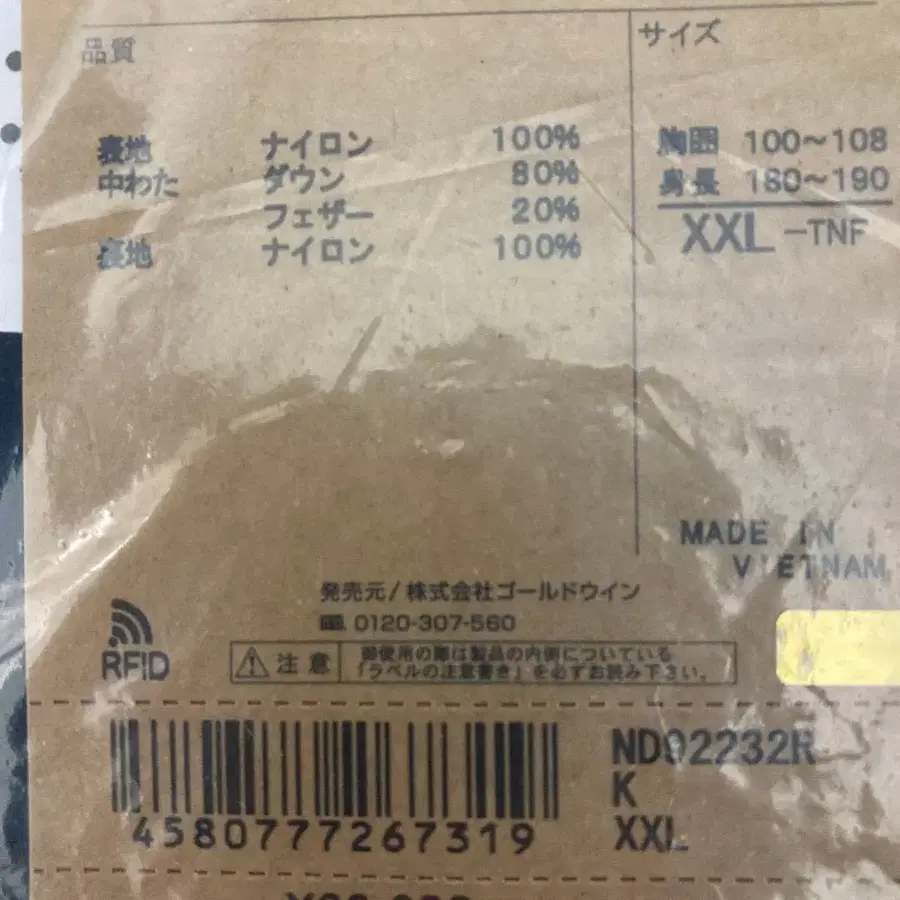 品質
表地 ナイロン 100%
中わた ダウン 80%
フェザー 20%
裏地 ナイロン 100%
サイズ
胸囲 100～108
身長 180～190
XXL -TNF
MADE IN
VIETNAM
発売元/株式会社ゴールドウイン
0120-307-560
RFID
注意
御使用の際は製品の内側についている
「ラベルの注意書き」を必ずお読み下さい。
4580777267319
ND92232R
K
XXL